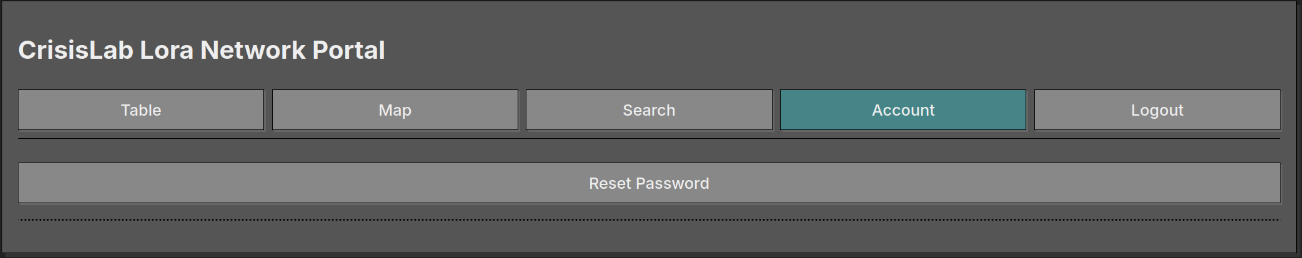 CrisisLab Lora Network Portal
Table Map Search Account Logout
Reset Password